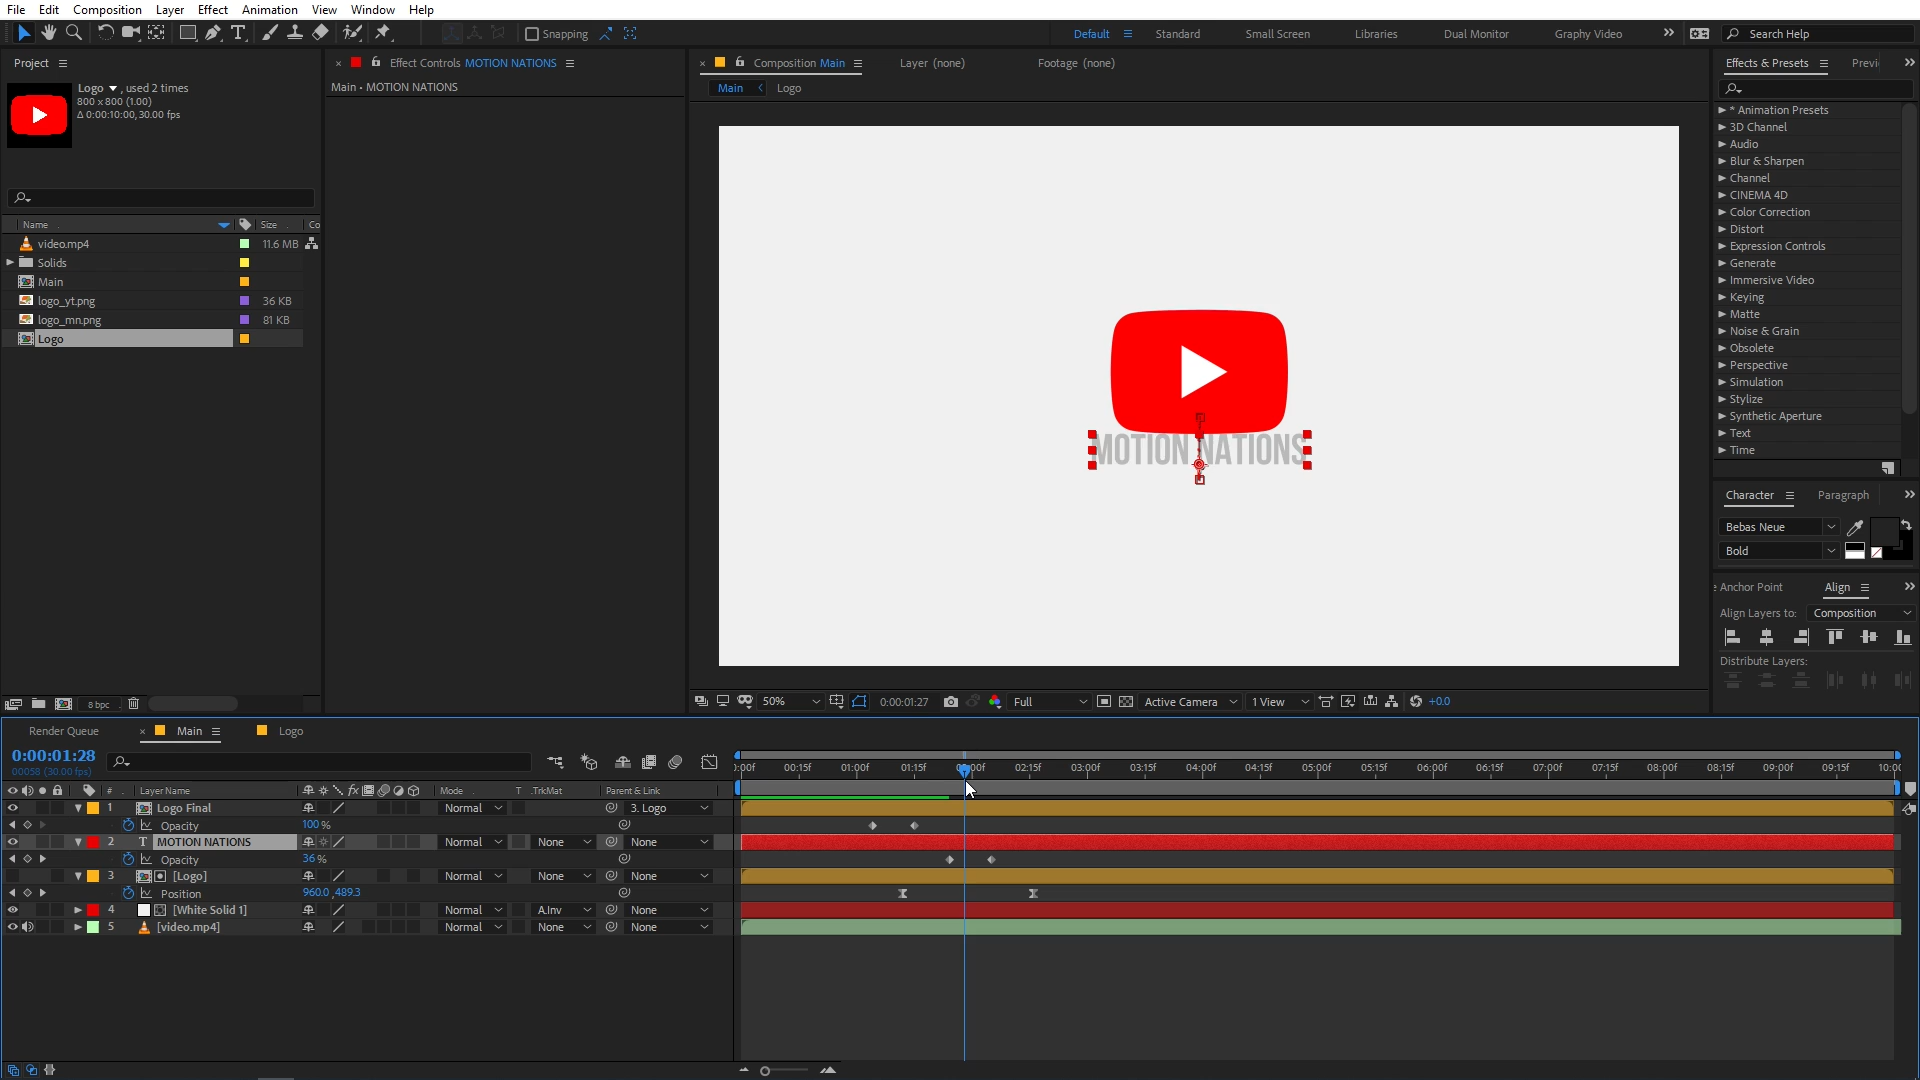 File Edit Composition Layer Effect Animation View Window Help
Snapping
Default Standard Small Screen Libraries Dual Monitor Graphy Video Search Help
Project
Effect Controls MOTION NATIONS
Composition Main Layer (none) Footage (none)
Effects & Presets Previ
Main • MOTION NATIONS
Main Logo
Logo , used 2 times
800 x 800 (1.00)
Δ 0:00:10:00, 30.00 fps
Name Size Co
video.mp4 11.6 MB
Solids
Main
logo_yt.png 36 KB
logo_mn.png 81 KB
Logo
MOTION NATIONS
* Animation Presets
3D Channel
Audio
Blur & Sharpen
Channel
CINEMA 4D
Color Correction
Distort
Expression Controls
Generate
Immersive Video
Keying
Matte
Noise & Grain
Obsolete
Perspective
Simulation
Stylize
Synthetic Aperture
Text
Time
Character Paragraph
Bebas Neue
Bold
e Anchor Point Align
Align Layers to: Composition
Distribute Layers:
8 bpc
50% 0:00:01:27 Full Active Camera 1 View +0.0
Render Queue Main Logo
0:00:01:28
00058 (30.00 fps)
# Layer Name Mode T .TrkMat Parent & Link
0:00f 00:15f 01:00f 01:15f 02:15f 03:00f 03:15f 04:00f 04:15f 05:00f 05:15f 06:00f 06:15f 07:00f 07:15f 08:00f 08:15f 09:00f 09:15f 10:00
1 Logo Final Normal 3. Logo
Opacity 100 %
2 T MOTION NATIONS Normal None None
Opacity 36 %
3 [Logo] Normal None None
Position 960.0 ,489.3
4 [White Solid 1] Normal A.Inv None
5 [video.mp4] Normal None None